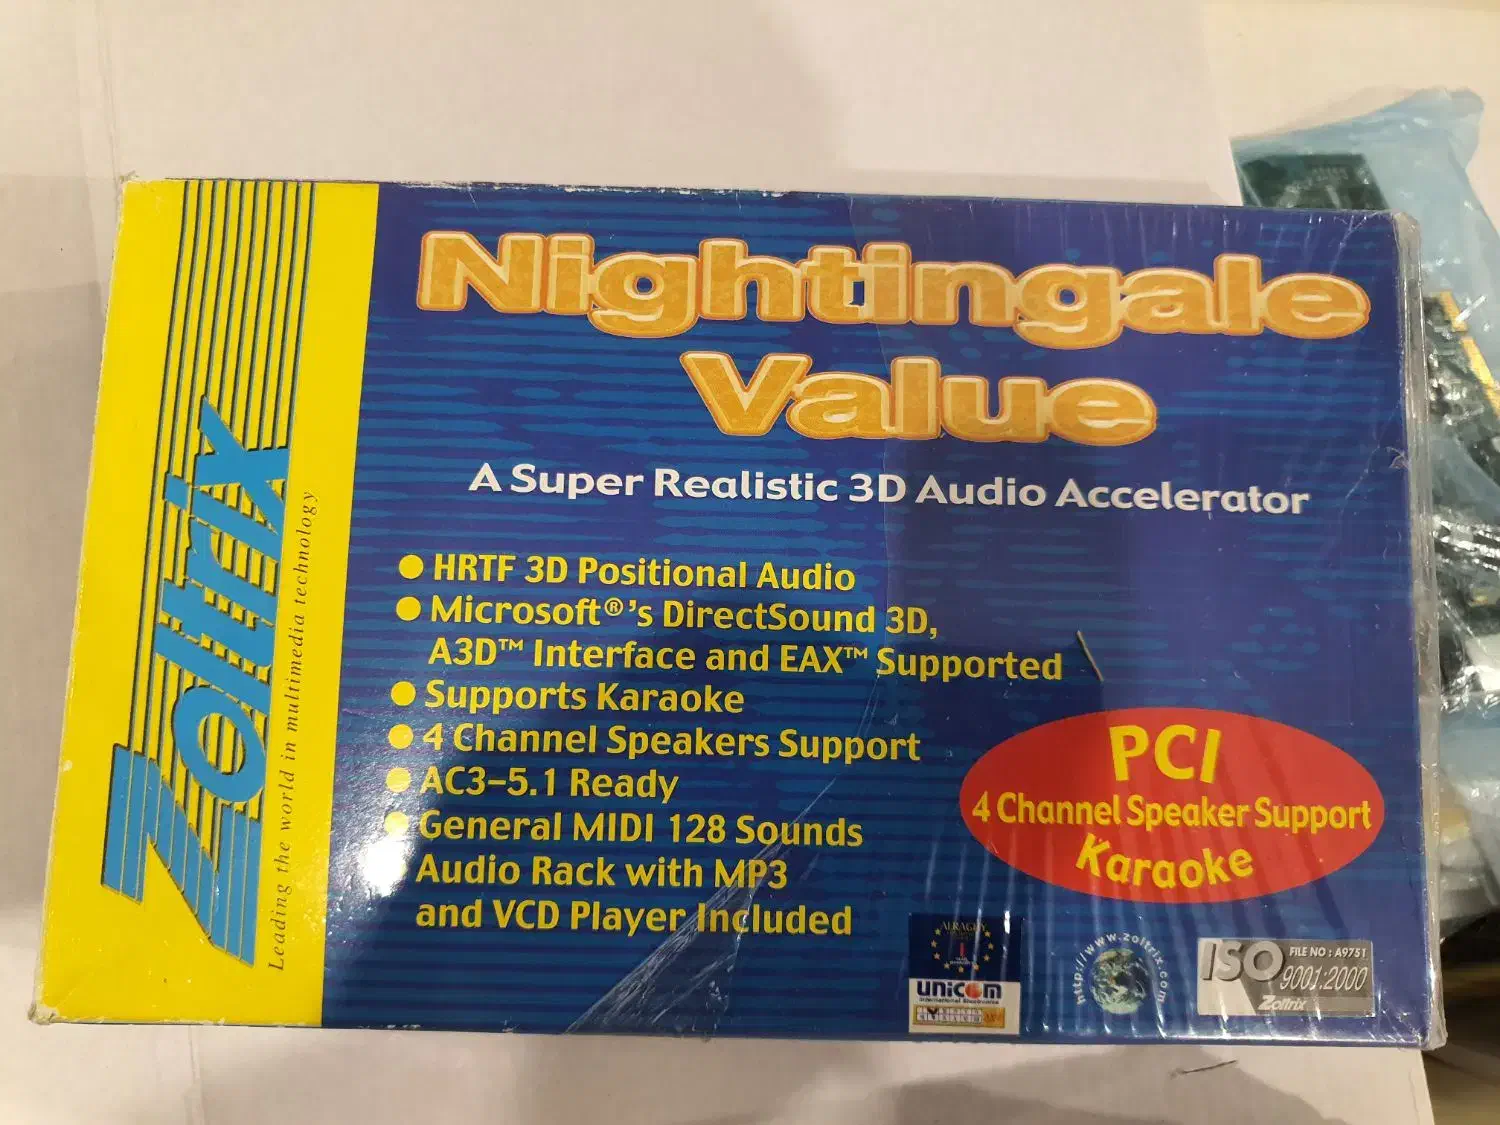 Zoltrix
Leading the world in multimedia technology
Nightingale
Value
A Super Realistic 3D Audio Accelerator
● HRTF 3D Positional Audio
● Microsoft®'s DirectSound 3D,
A3D™ Interface and EAX™ Supported
● Supports Karaoke
● 4 Channel Speakers Support
● AC3-5.1 Ready
● General MIDI 128 Sounds
● Audio Rack with MP3
and VCD Player Included
PCI
4 Channel Speaker Support
Karaoke
unicom
International Electronics
http://www.zoltrix.com
ISO
FILE NO : A9751
9001:2000
Zoltrix